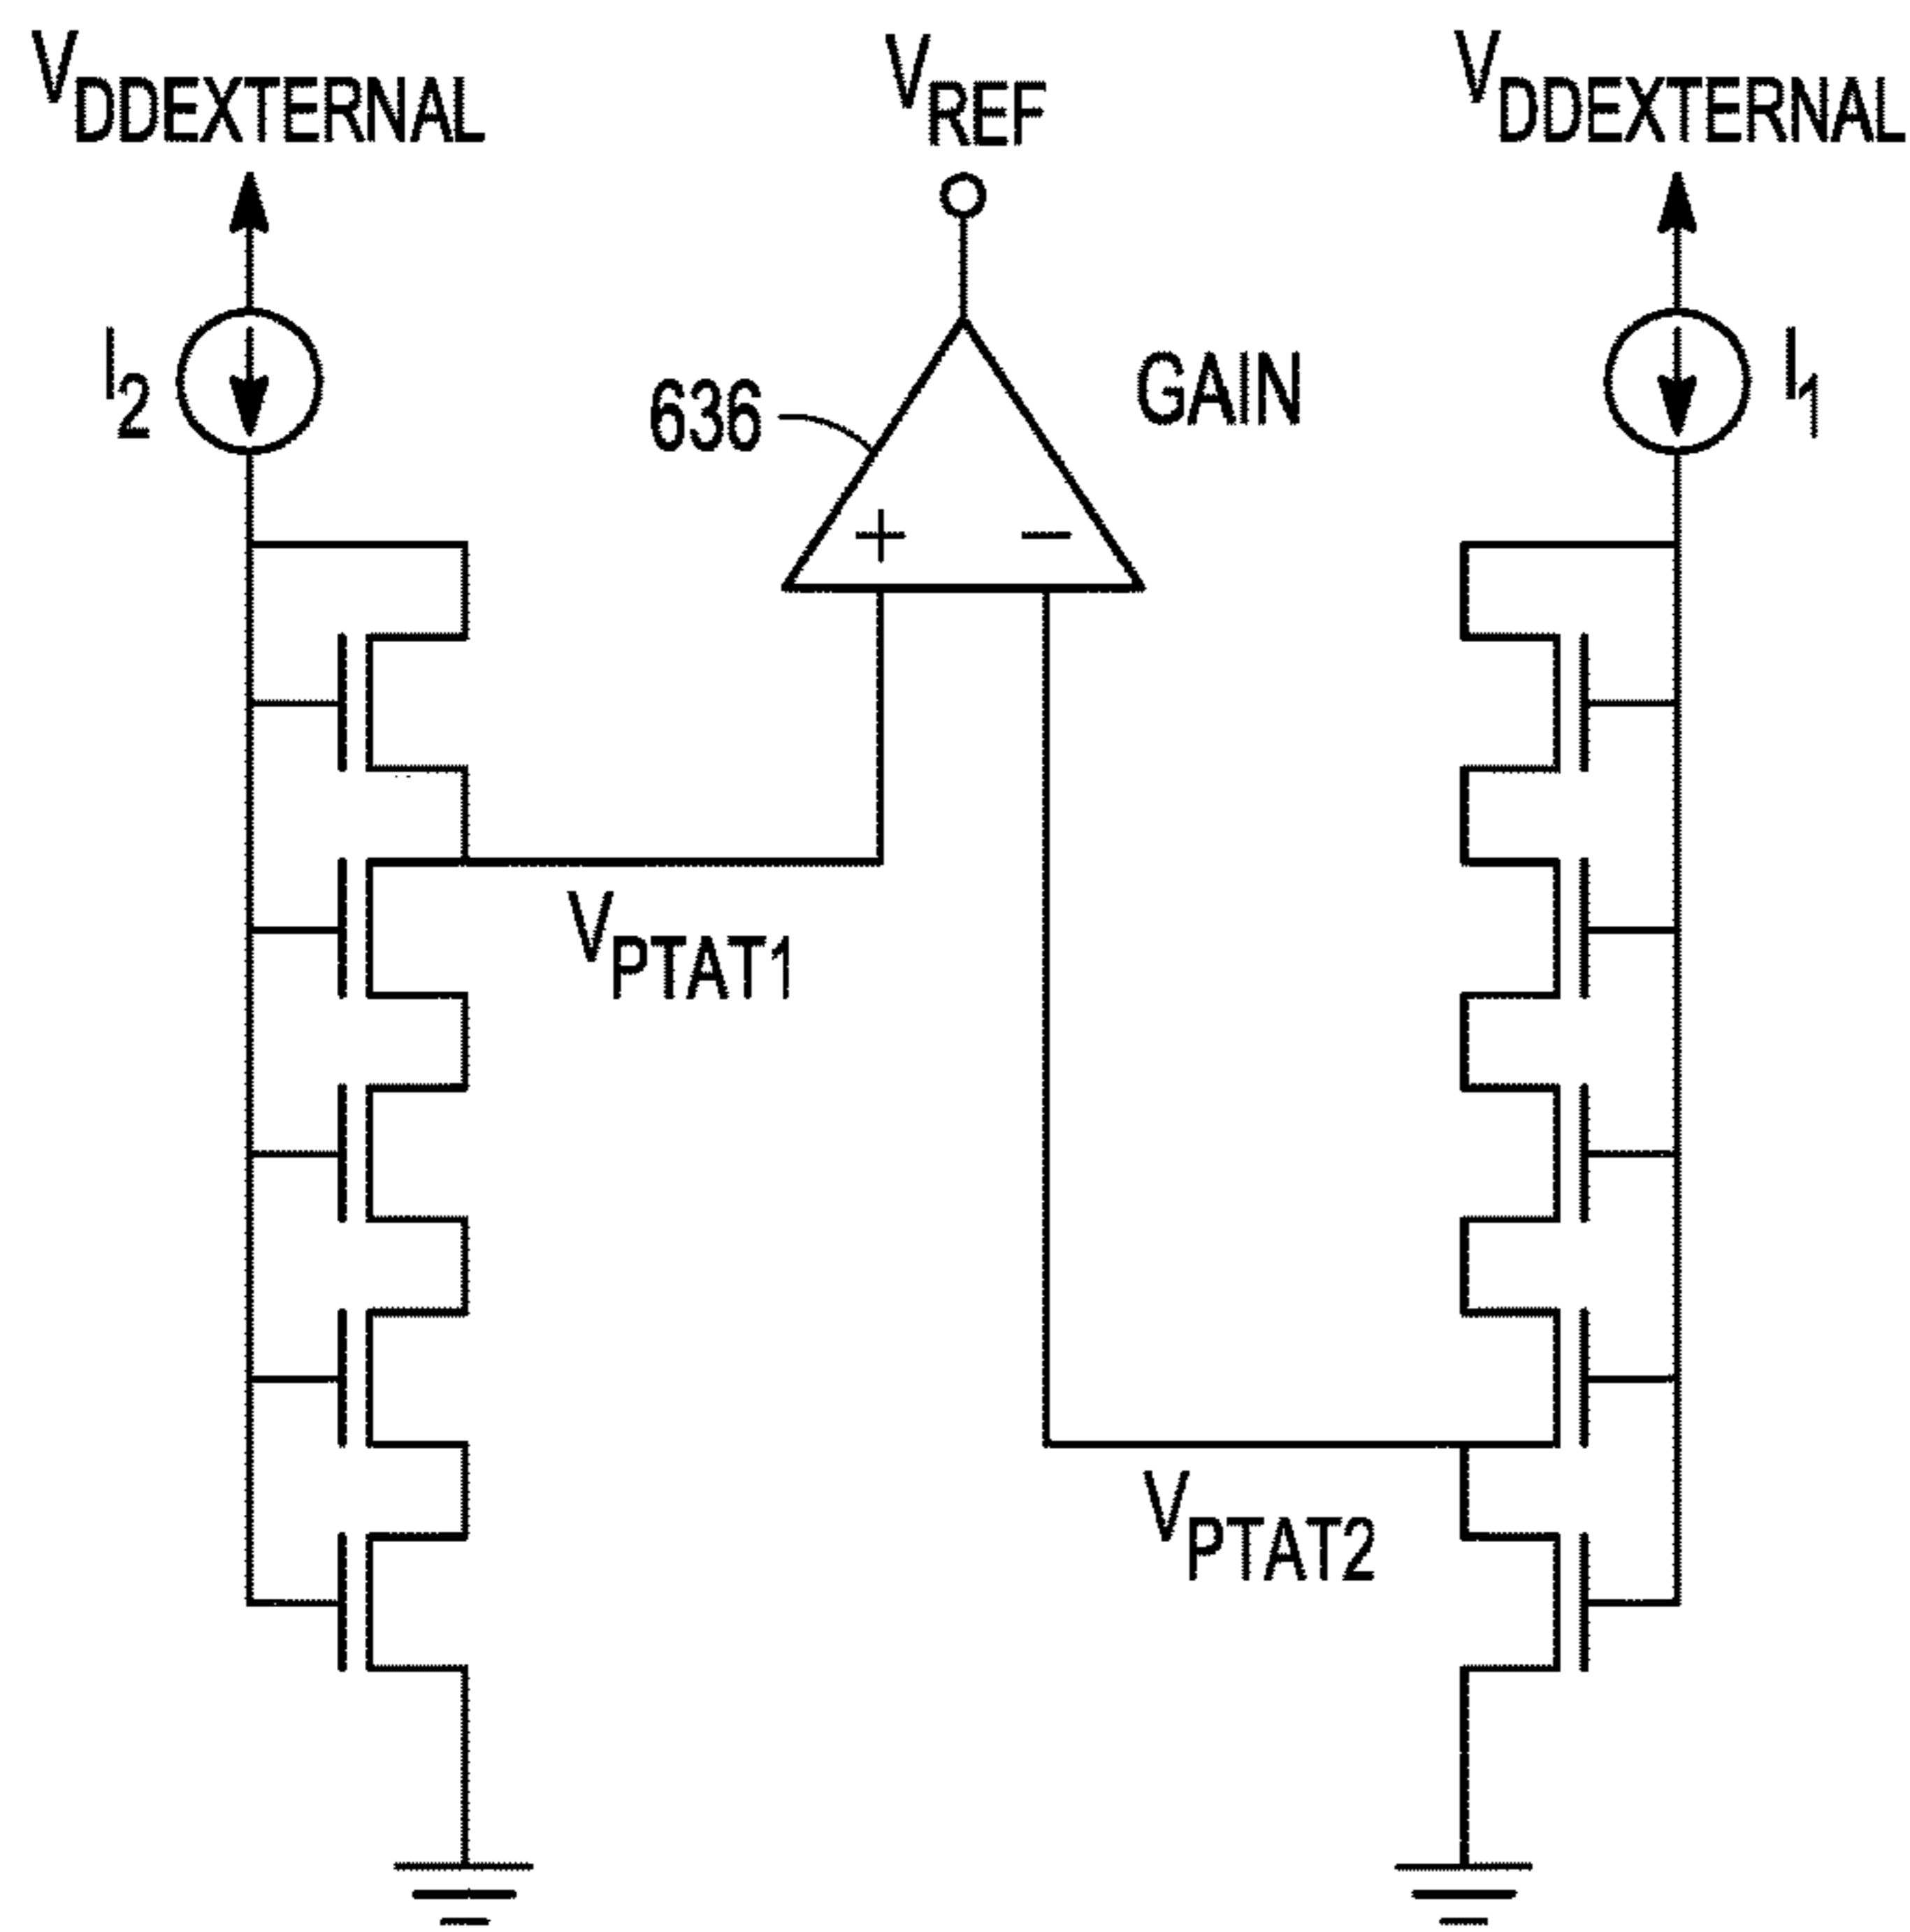 VDDEXTERNAL
VREF
VDDEXTERNAL
I2
636
GAIN
I1
+
−
VPTAT1
VPTAT2